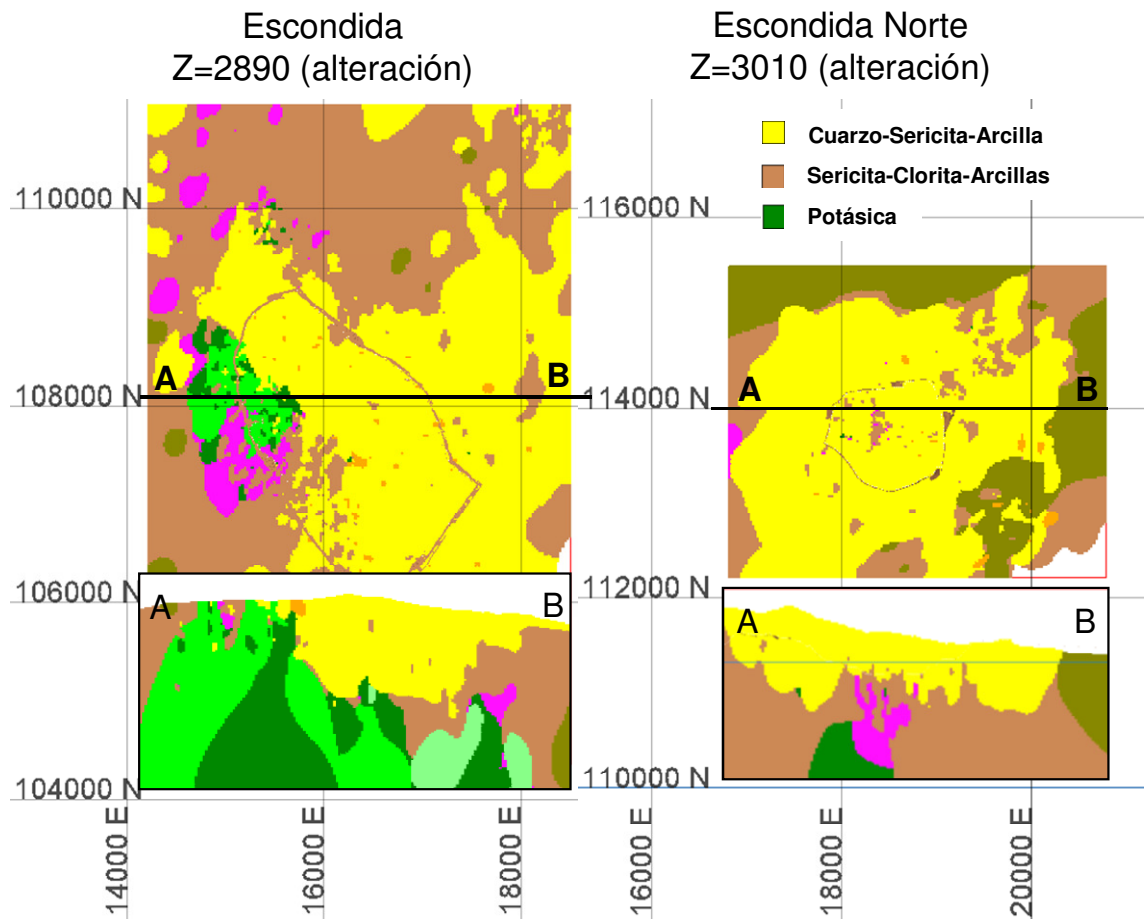 Escondida
Z=2890 (alteración)
Escondida Norte
Z=3010 (alteración)
Cuarzo-Sericita-Arcilla
Sericita-Clorita-Arcillas
Potásica
110000 N
108000 N
106000 N
104000 N
A
B
A
B
14000 E
16000 E
18000 E
116000 N
114000 N
112000 N
110000 N
A
B
A
B
16000 E
18000 E
20000 E